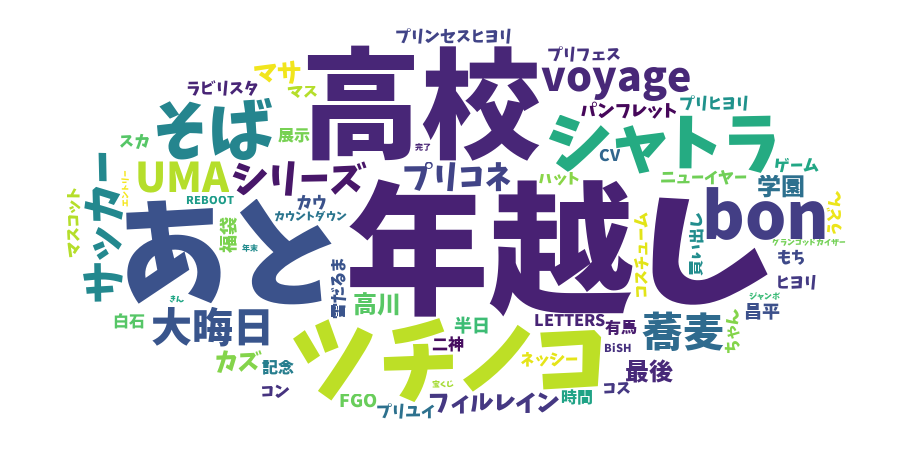 プリンセスヒヨリ
プリフェス
マサ
高校
voyage
ラビリスタ
マス
そば
パンフレット
プリヒヨリ
スカ
展示
完了
シャトラ
CV
UMA
シリーズ
プリコネ
ハット
ニューイヤー
ゲーム
学園
サッカー
マスコット
エントリー
REBOOT
カウ
カウントダウン
福袋
年末
あと
年越し
bon
コスチューム
買い出し
グランコットカイザー
もち
ヒヨリ
きん
雪だるま
高川
ジャンボ
昌平
白石
大晦日
ツチノコ
半日
LETTERS
有馬
蕎麦
ちゃん
二神
BiSH
ネッシー
カズ
記念
最後
コン
宝くじ
FGO
プリユイ
フィルレイン
時間
コス